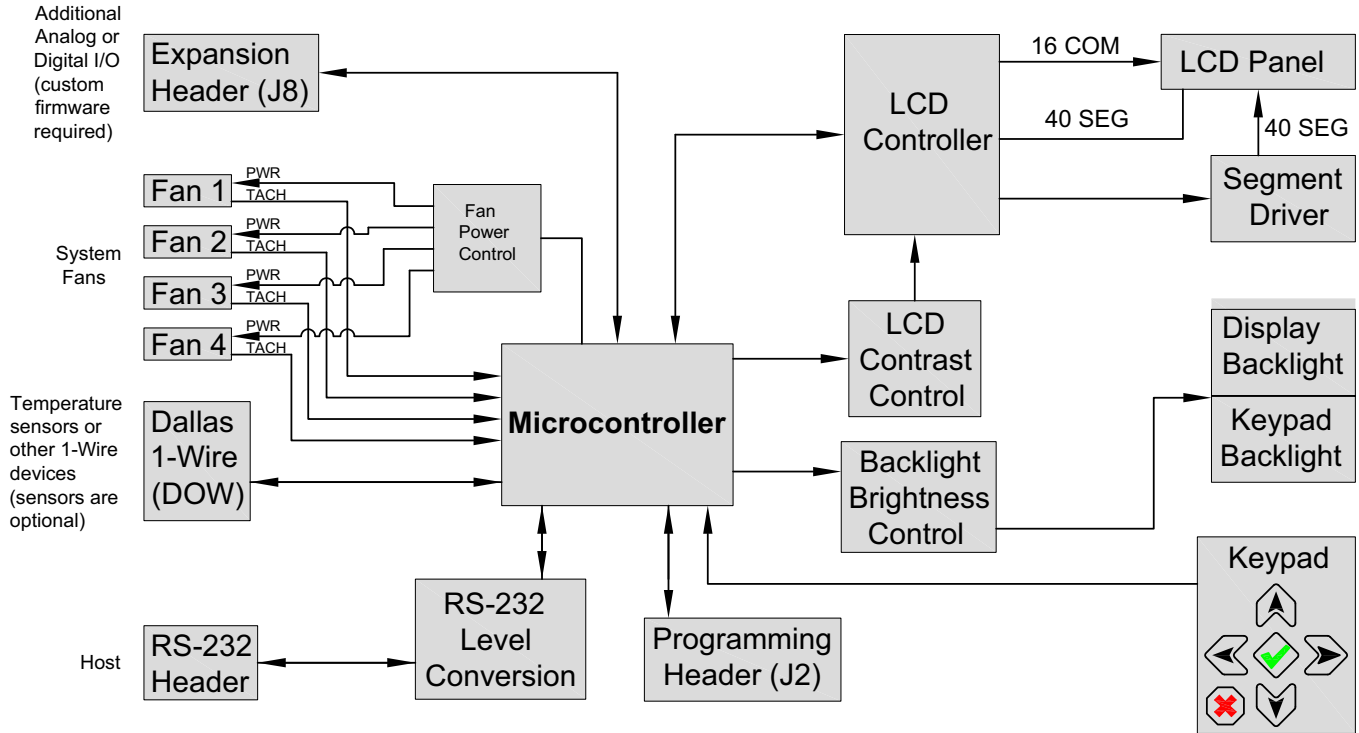 Additional
Analog or
Digital I/O
(custom
firmware
required)
Expansion
Header (J8)
LCD
Controller
16 COM
40 SEG
LCD Panel
40 SEG
Segment
Driver
System
Fans
Fan 1
PWR
TACH
Fan 2
PWR
TACH
Fan 3
PWR
TACH
Fan 4
PWR
TACH
Fan
Power
Control
LCD
Contrast
Control
Display
Backlight
Keypad
Backlight
Temperature
sensors or
other 1-Wire
devices
(sensors are
optional)
Dallas
1-Wire
(DOW)
Microcontroller
Backlight
Brightness
Control
Host
RS-232
Header
RS-232
Level
Conversion
Programming
Header (J2)
Keypad